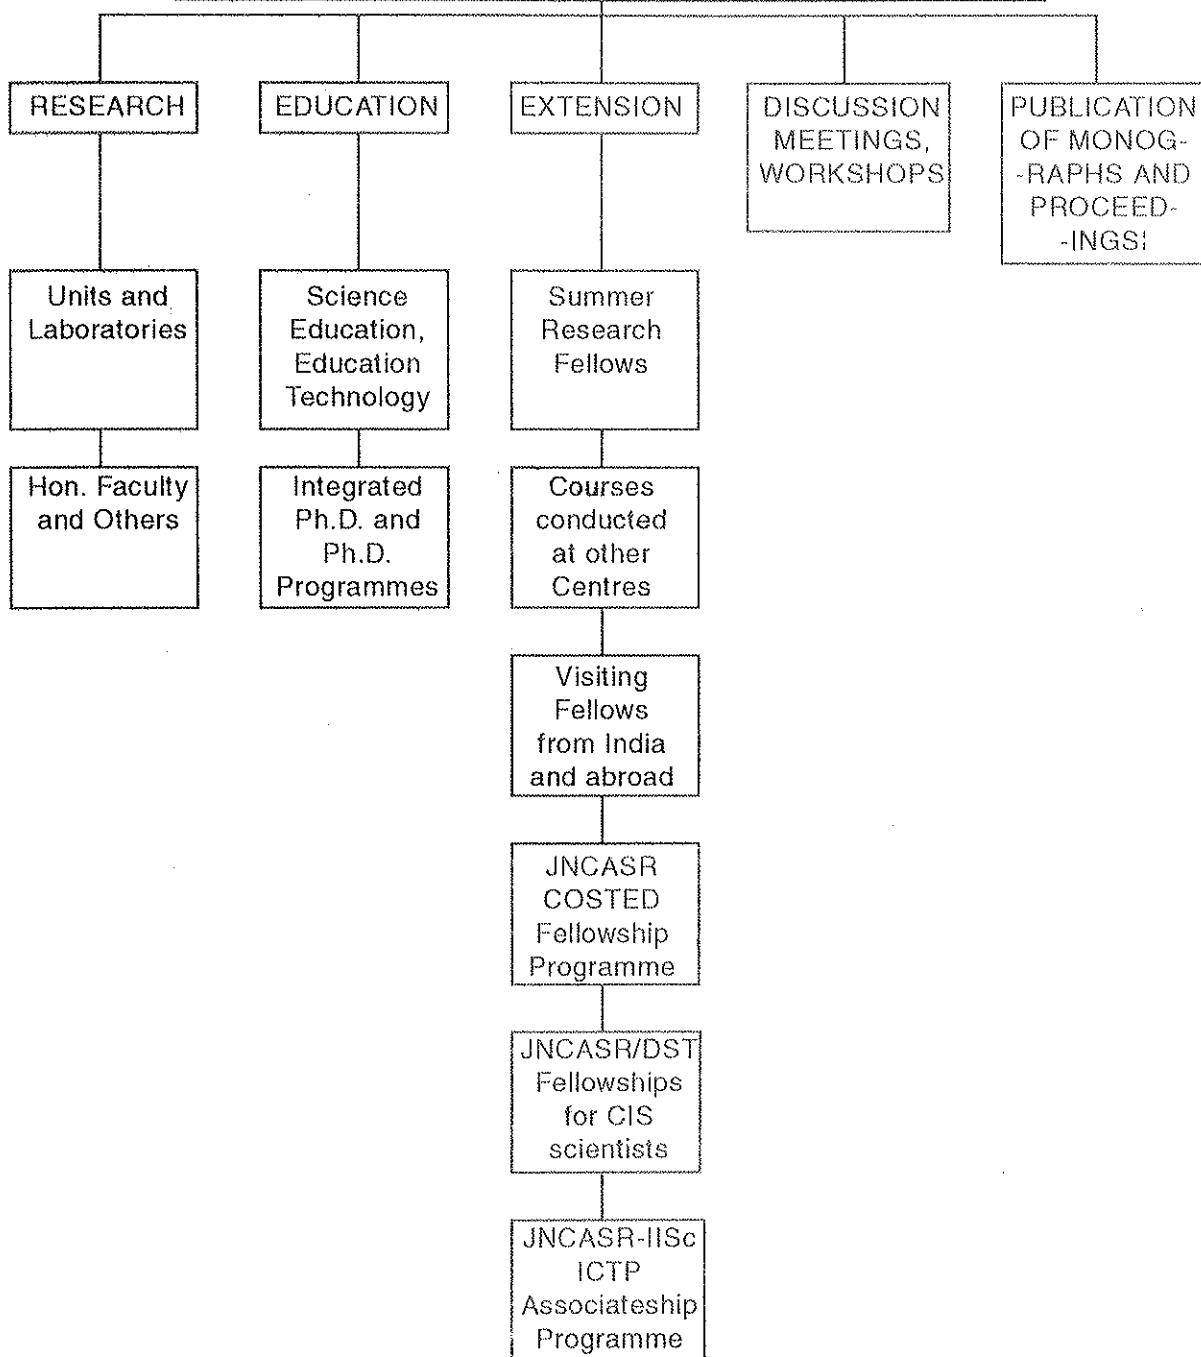 RESEARCH
EDUCATION
EXTENSION
DISCUSSION
MEETINGS,
WORKSHOPS
PUBLICATION
OF MONOG-
-RAPHS AND
PROCEED-
-INGS
Units and
Laboratories
Science
Education,
Education
Technology
Summer
Research
Fellows
Hon. Faculty
and Others
Integrated
Ph.D. and
Ph.D.
Programmes
Courses
conducted
at other
Centres
Visiting
Fellows
from India
and abroad
JNCASR
COSTED
Fellowship
Programme
JNCASR/DST
Fellowships
for CIS
scientists
JNCASR-IISc
ICTP
Associateship
Programme